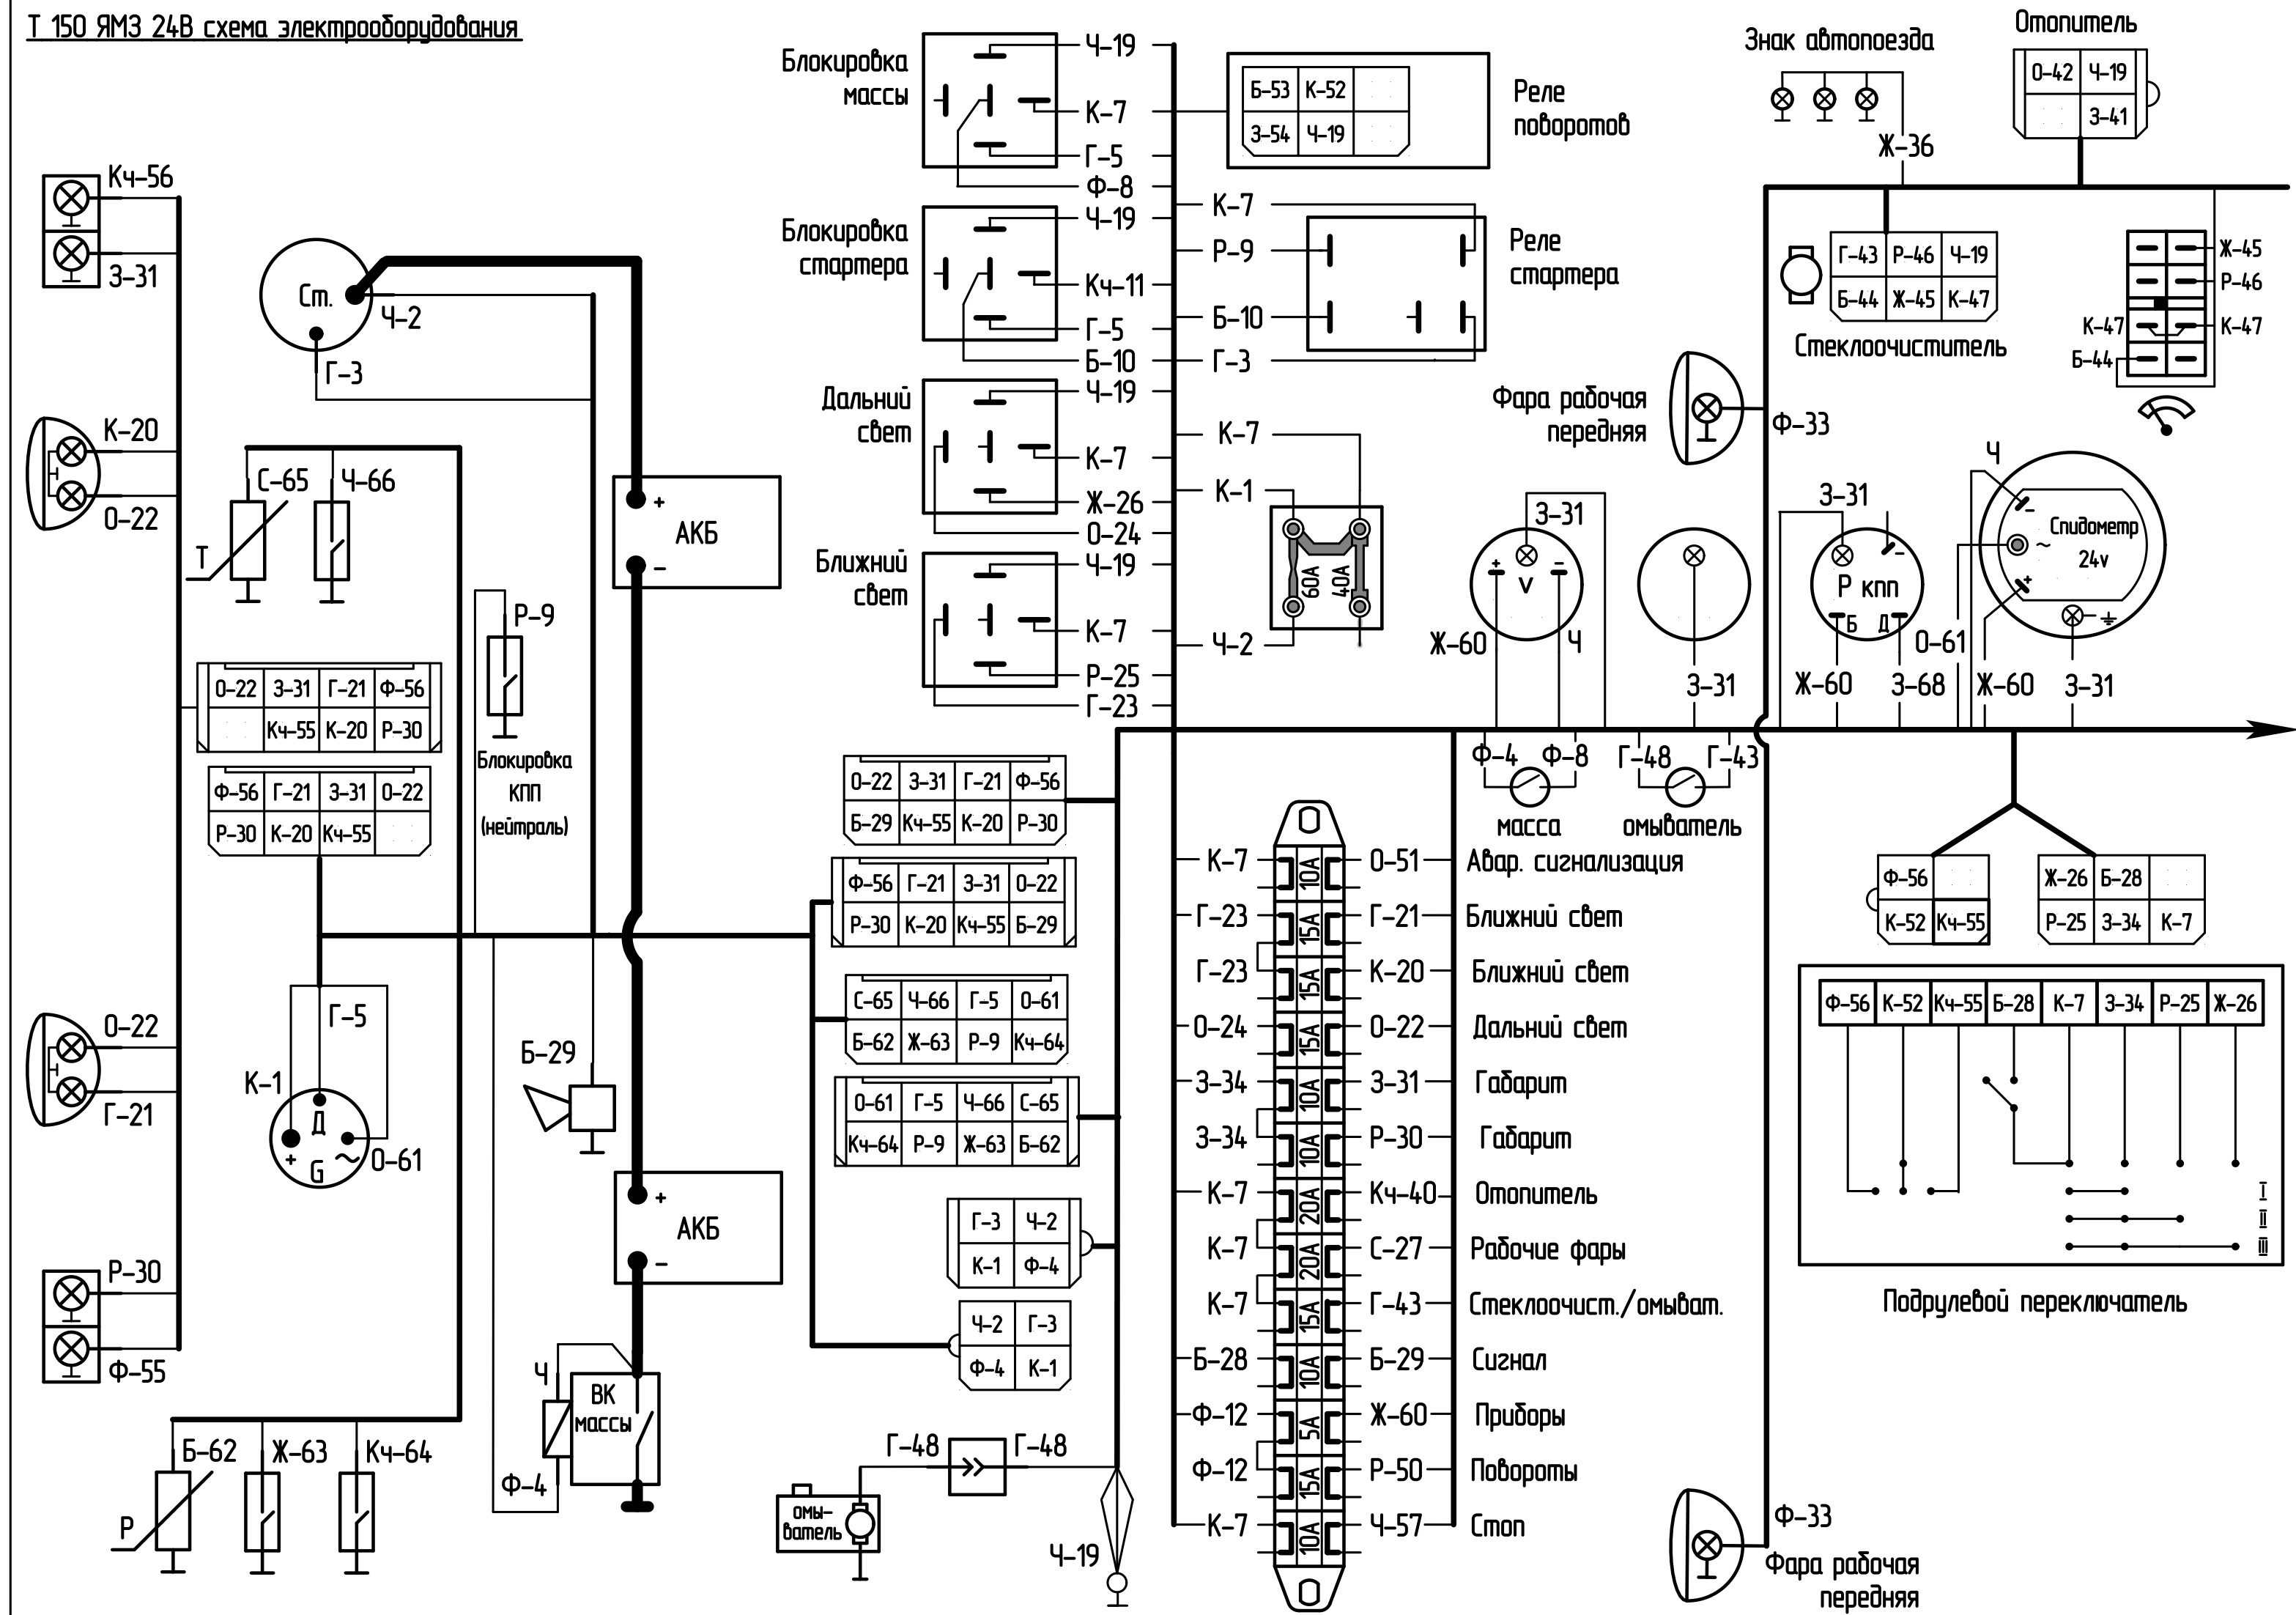 Т 150 ЯМЗ 24В схема электрооборудования
Кч-56
З-31
К-20
О-22
О-22
Г-21
Р-30
Ф-55
Ст.
Ч-2
Г-3
С-65
Ч-66
Т
Р-9
Блокировка
КПП
(нейтраль)
О-22 З-31 Г-21 Ф-56
Кч-55 К-20 Р-30
Ф-56 Г-21 З-31 О-22
Р-30 К-20 Кч-55
Г-5
К-1
Д
+
G
О-61
Б-62
Ж-63
Кч-64
Р
+
АКБ
–
Б-29
+
АКБ
–
Ч
ВК
массы
Ф-4
Блокировка
массы
Ч-19
К-7
Г-5
Ф-8
Блокировка
стартера
Ч-19
Кч-11
Г-5
Б-10
Дальний
свет
Ч-19
К-7
Ж-26
О-24
Ближний
свет
Ч-19
К-7
Р-25
Г-23
Б-53 К-52
З-54 Ч-19
Реле
поворотов
К-7
Р-9
Б-10
Г-3
Реле
стартера
К-7
К-1
60А
40А
Ч-2
О-22 З-31 Г-21 Ф-56
Б-29 Кч-55 К-20 Р-30
Ф-56 Г-21 З-31 О-22
Р-30 К-20 Кч-55 Б-29
С-65 Ч-66 Г-5 О-61
Б-62 Ж-63 Р-9 Кч-64
О-61 Г-5 Ч-66 С-65
Кч-64 Р-9 Ж-63 Б-62
Г-3 Ч-2
К-1 Ф-4
Ч-2 Г-3
Ф-4 К-1
Г-48
Г-48
омы-
ватель
Ч-19
К-7 10А О-51 Авар. сигнализация
Г-23 15А Г-21 Ближний свет
Г-23 15А К-20 Ближний свет
О-24 15А О-22 Дальний свет
З-34 10А З-31 Габарит
З-34 10А Р-30 Габарит
К-7 20А Кч-40 Отопитель
К-7 20А С-27 Рабочие фары
К-7 15А Г-43 Стеклоочист./омыват.
Б-28 10А Б-29 Сигнал
Ф-12 5А Ж-60 Приборы
Ф-12 15А Р-50 Повороты
К-7 10А Ч-57 Стоп
Знак автопоезда
Ж-36
Отопитель
О-42 Ч-19
З-41
Г-43 Р-46 Ч-19
Б-44 Ж-45 К-47
Стеклоочиститель
Ж-45
Р-46
К-47
К-47
Б-44
Фара рабочая
передняя
Ф-33
З-31
+ –
V
Ж-60
Ч
З-31
З-31
–
Р кпп
Б Д
Ж-60
З-68
Ч
–
Спидометр
~
24v
+
О-61
Ж-60
З-31
Ф-4
Ф-8
масса
Г-48
Г-43
омыватель
Ф-56
К-52 Кч-55
Ж-26 Б-28
Р-25 З-34 К-7
Ф-56 К-52 Кч-55 Б-28 К-7 З-34 Р-25 Ж-26
I
II
III
Подрулевой переключатель
Ф-33
Фара рабочая
передняя